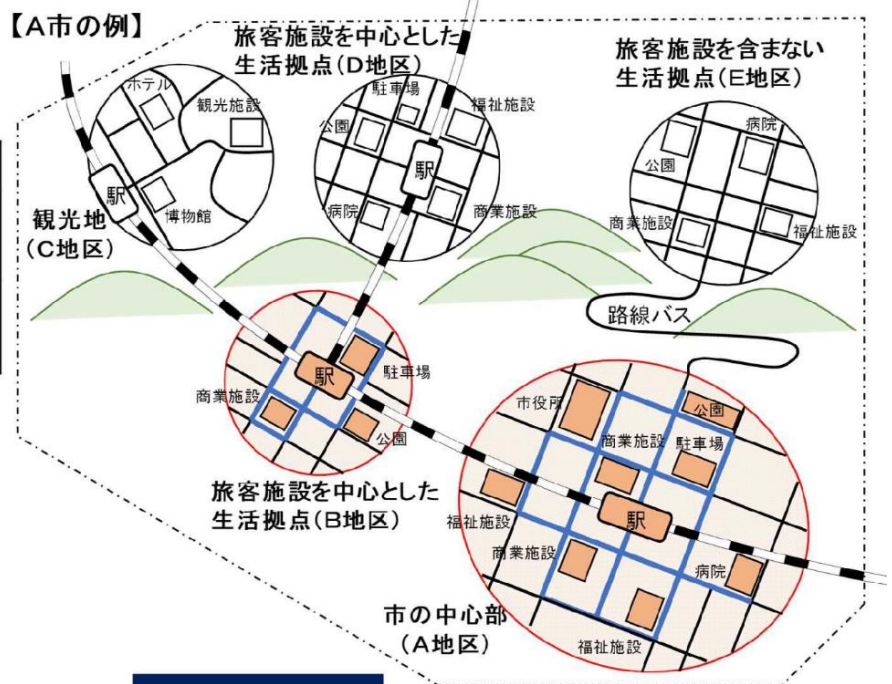 【A市の例】
旅客施設を中心とした
生活拠点(D地区)
旅客施設を含まない
生活拠点(E地区)
ホテル
観光施設
駅
博物館
観光地
(C地区)
駐車場
福祉施設
公園
駅
病院
商業施設
病院
公園
商業施設
福祉施設
路線バス
駅
駐車場
商業施設
公園
旅客施設を中心とした
生活拠点(B地区)
市役所
公園
商業施設
駐車場
福祉施設
駅
商業施設
病院
福祉施設
市の中心部
(A地区)